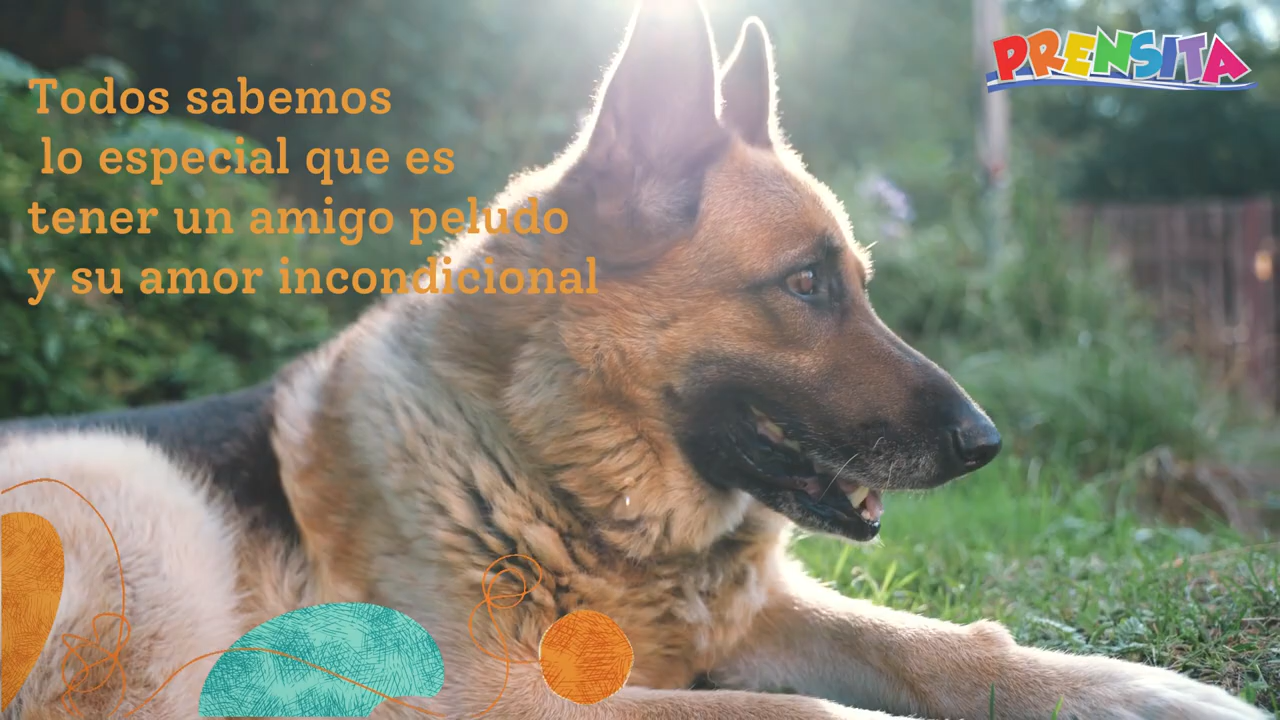 PRENSITA
Todos sabemos
lo especial que es
tener un amigo peludo
y su amor incondicional